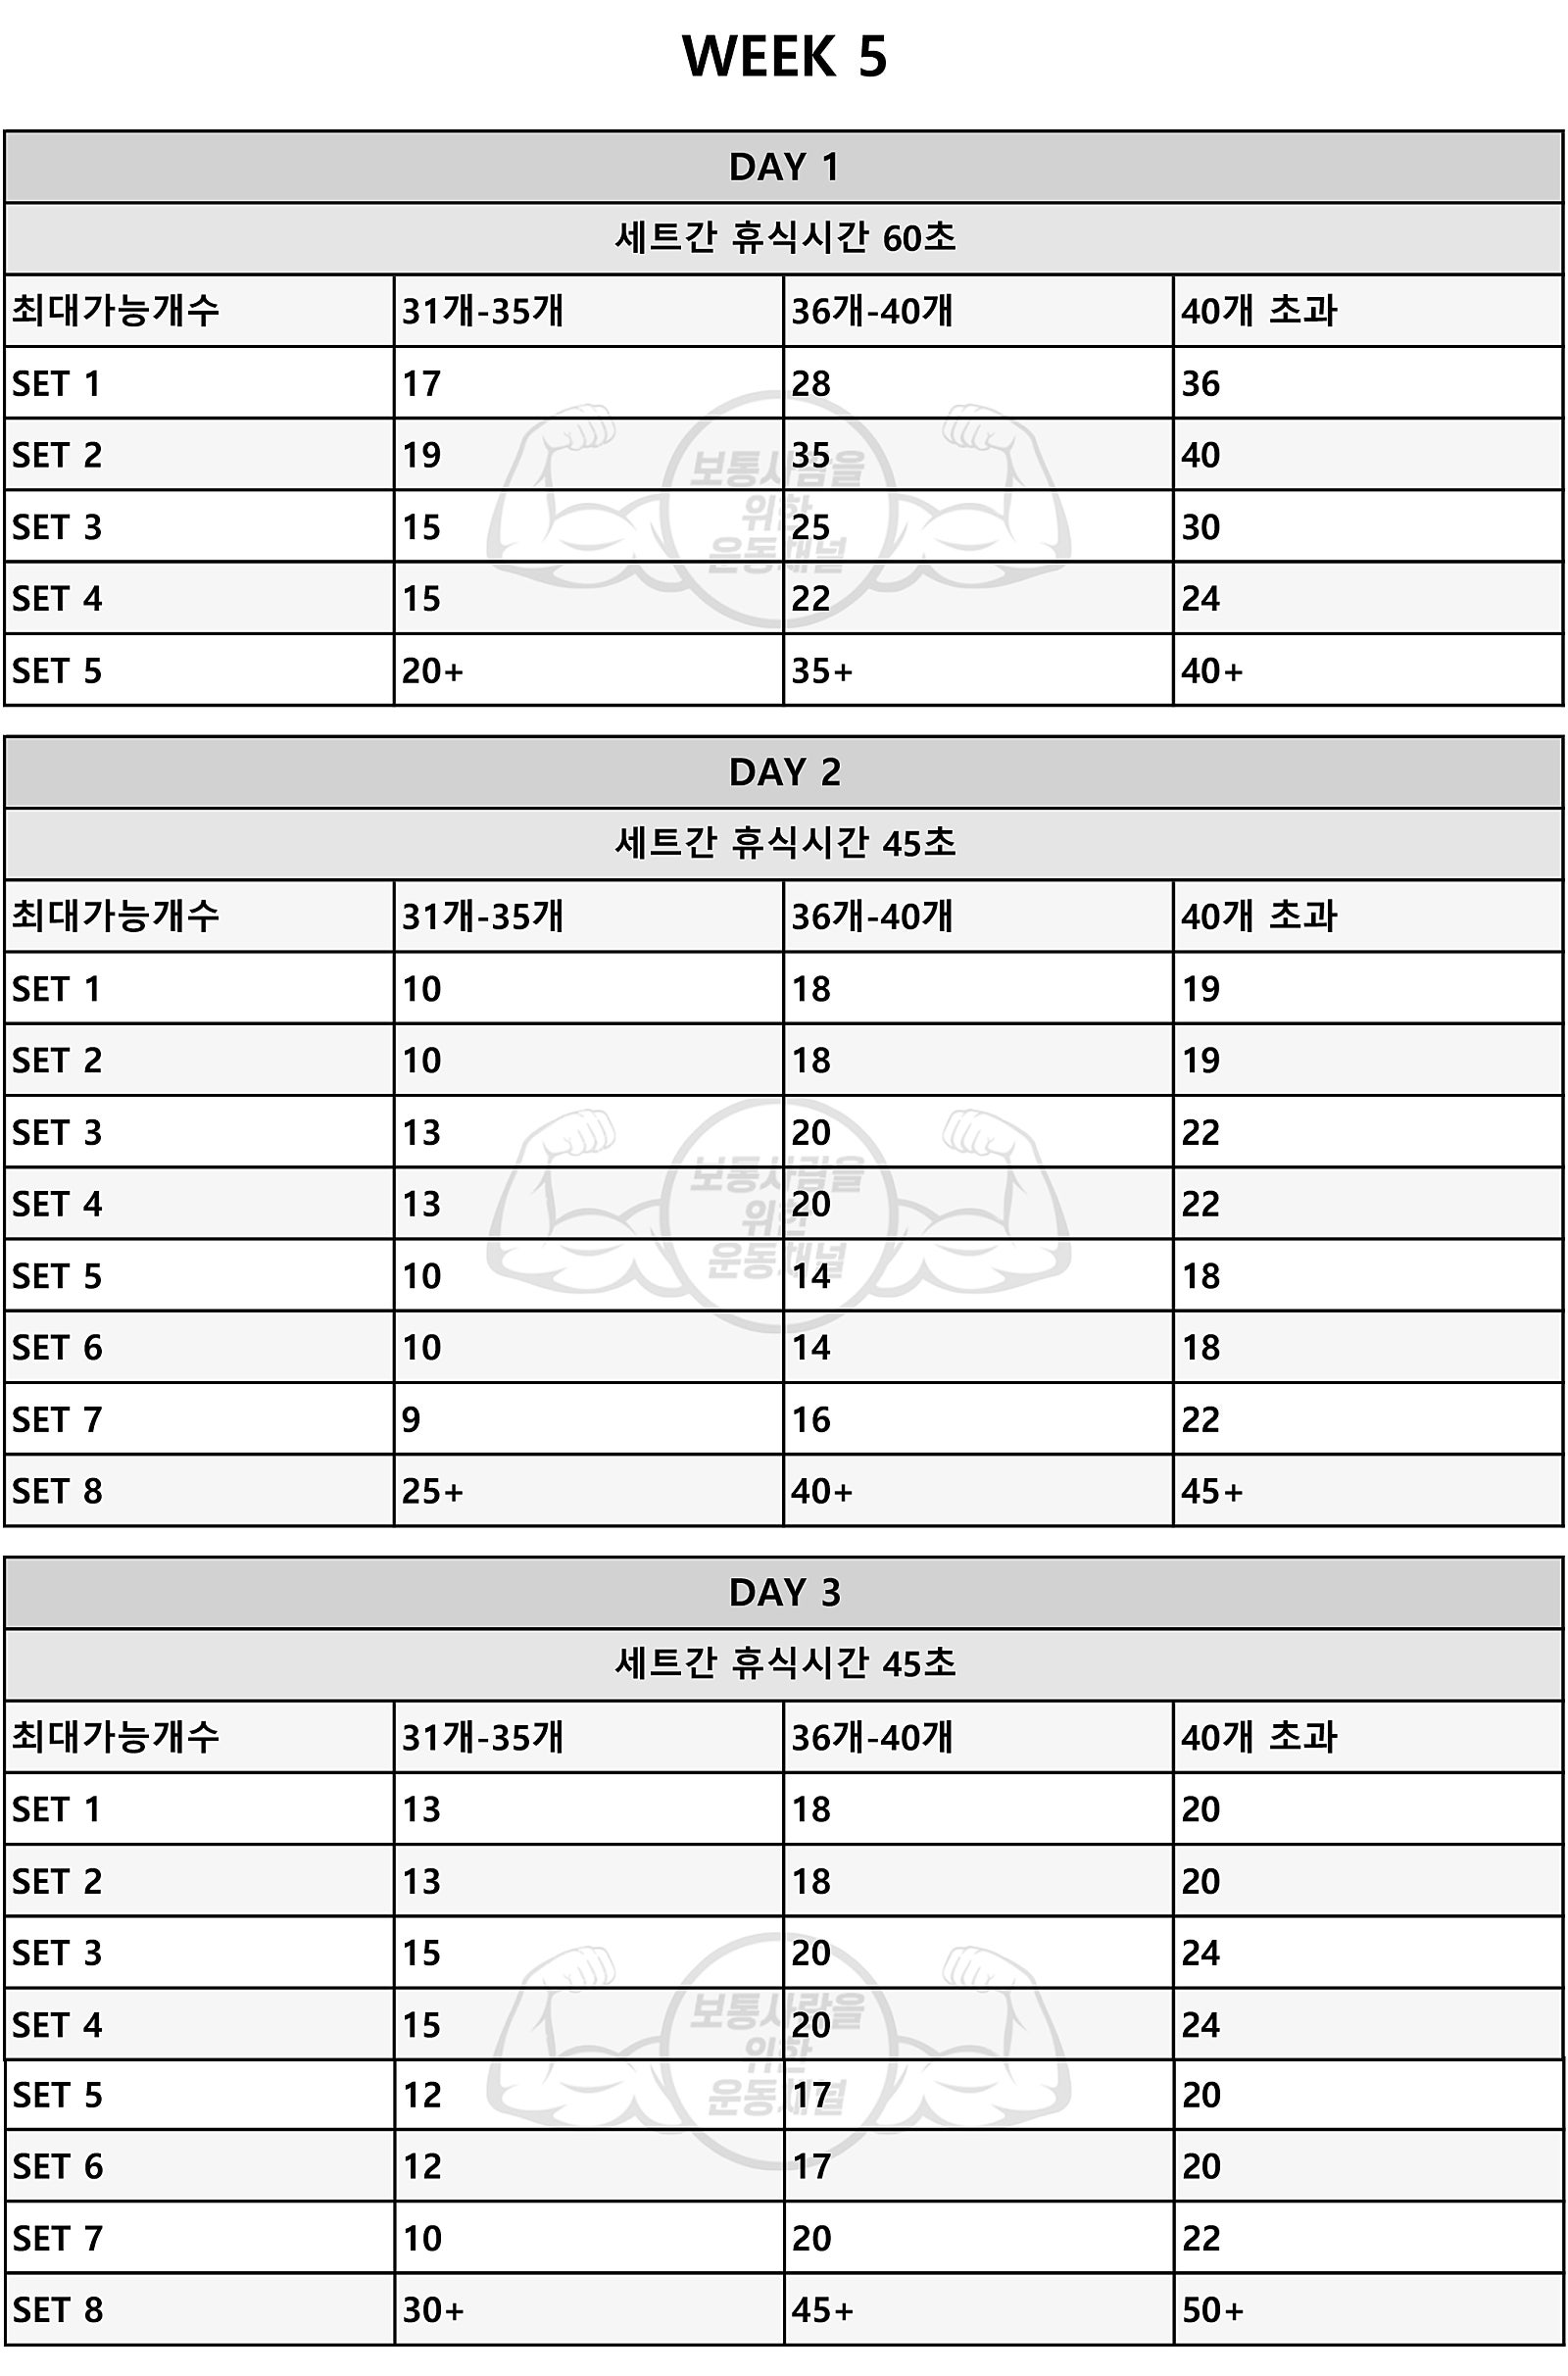 WEEK 5
DAY 1
세트간 휴식시간 60초
최대가능개수 31개-35개 36개-40개 40개 초과
SET 1 17 28 36
SET 2 19 35 40
SET 3 15 25 30
SET 4 15 22 24
SET 5 20+ 35+ 40+
보통사람을
위한
운동채널
DAY 2
세트간 휴식시간 45초
최대가능개수 31개-35개 36개-40개 40개 초과
SET 1 10 18 19
SET 2 10 18 19
SET 3 13 20 22
SET 4 13 20 22
SET 5 10 14 18
SET 6 10 14 18
SET 7 9 16 22
SET 8 25+ 40+ 45+
보통사람을
위한
운동채널
DAY 3
세트간 휴식시간 45초
최대가능개수 31개-35개 36개-40개 40개 초과
SET 1 13 18 20
SET 2 13 18 20
SET 3 15 20 24
SET 4 15 20 24
SET 5 12 17 20
SET 6 12 17 20
SET 7 10 20 22
SET 8 30+ 45+ 50+
보통사람을
위한
운동채널